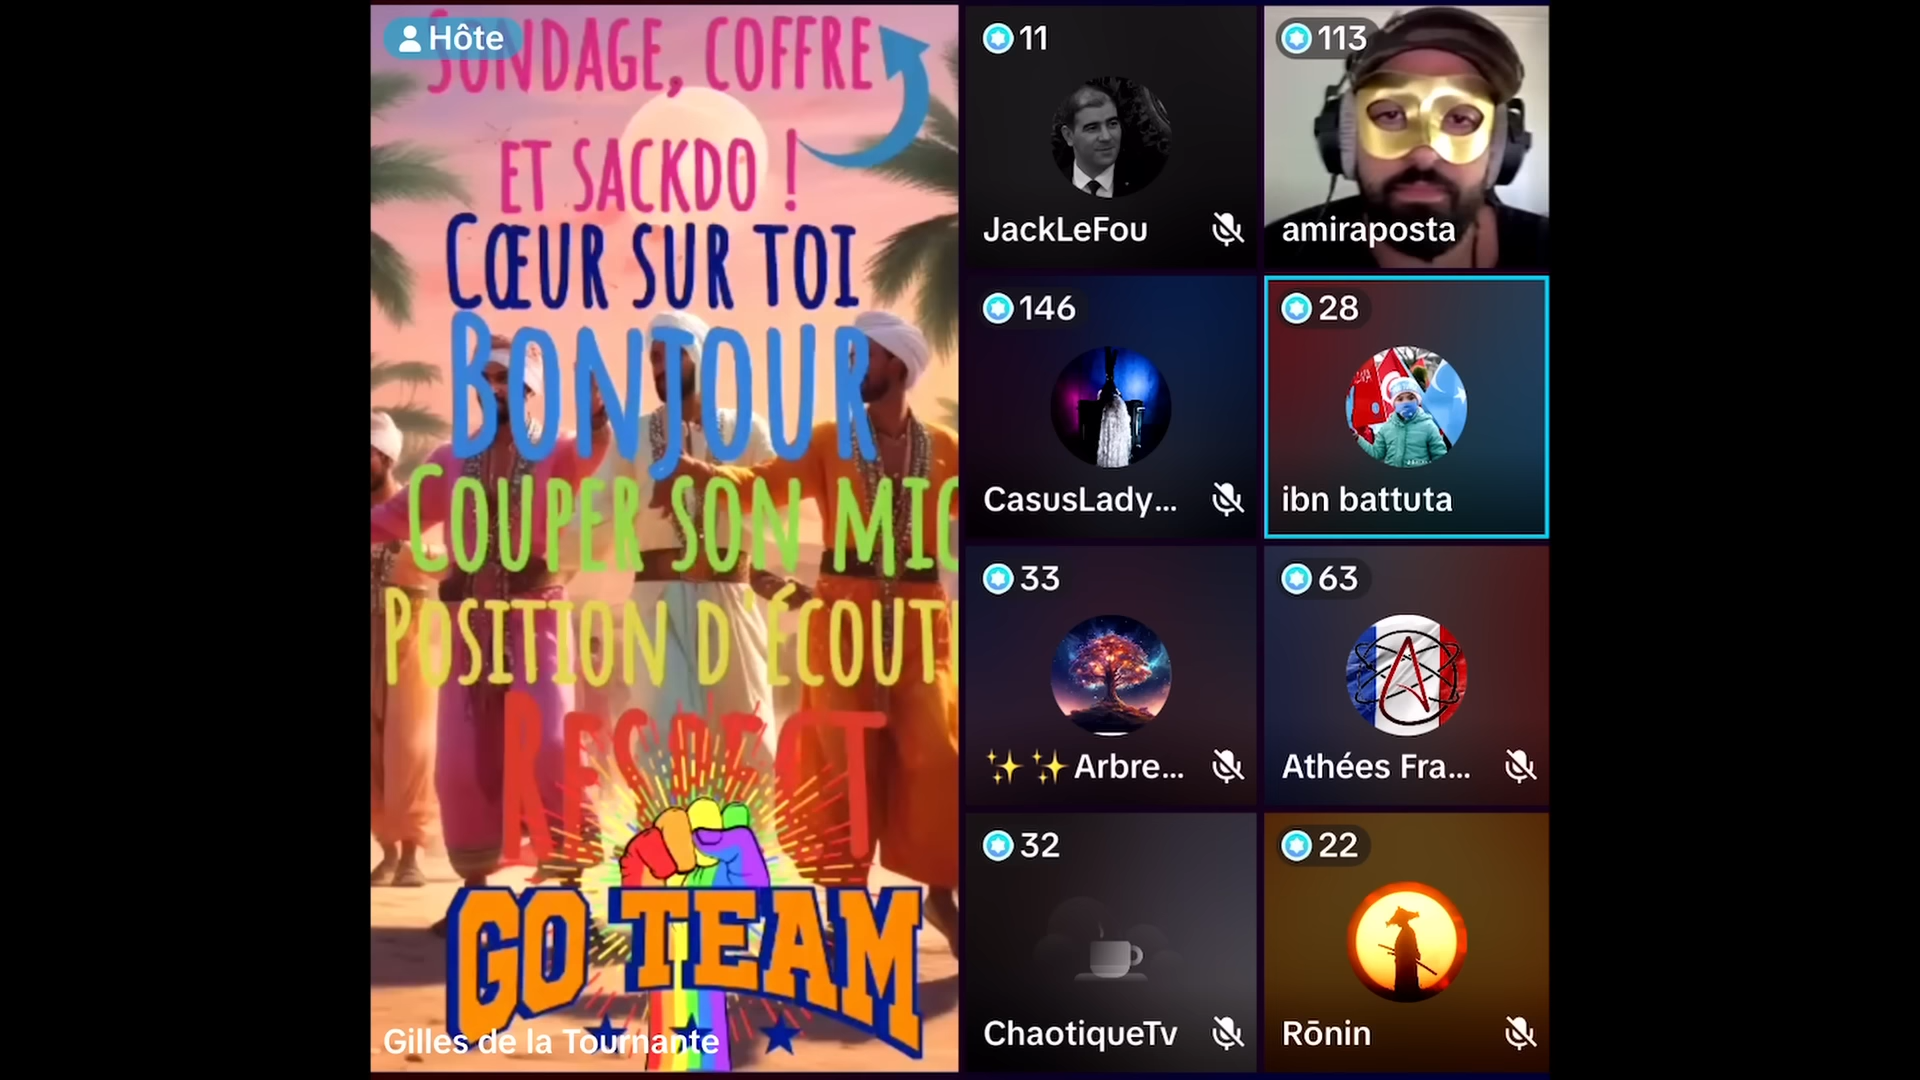 Hôte
SONDAGE, COFFRE
ET SACKDO !
CŒUR SUR TOI
BONJOUR
COUPER SON MIC
POSITION D'ÉCOUT
RESPECT
GO TEAM
Gilles de la Tournante
11
JackLeFou
113
amiraposta
146
CasusLady...
28
ibn battuta
33
✨✨Arbre...
63
Athées Fra...
32
ChaotiqueTv
22
Rōnin